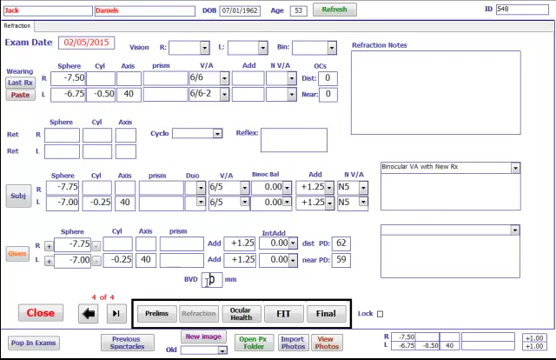 Jack Daniels DOB 07/01/1962 Age 53 Refresh ID 548
Refraction
Exam Date 02/05/2015 Vision R: L: Bin: Refraction Notes
Wearing Sphere Cyl Axis prism V/A Add N V/A OCs
Last Rx R -7.50 6/6 Dist: 0
Paste L -6.75 -0.50 40 6/6-2 Near: 0
Sphere Cyl Axis
Ret R Cyclo Reflex:
Ret L
Sphere Cyl Axis prism Duo V/A Binoc Bal Add N V/A Binocular VA with New Rx
Subj R -7.75 6/5 0.00 +1.25 N5
L -7.00 -0.25 40 6/5 0.00 +1.25 N5
Sphere Cyl Axis prism IntAdd
Given R + -7.75 - Add +1.25 0.00 dist PD: 62
L + -7.00 - -0.25 40 Add +1.25 0.00 near PD: 59
BVD mm
4 of 4
Close Prelims Refraction Ocular Health FIT Final Lock
Pop In Exams Previous Spectacles New image Open Px Folder Import Photos View Photos R -7.50 +1.00
Old L -6.75 -0.50 40 +1.00